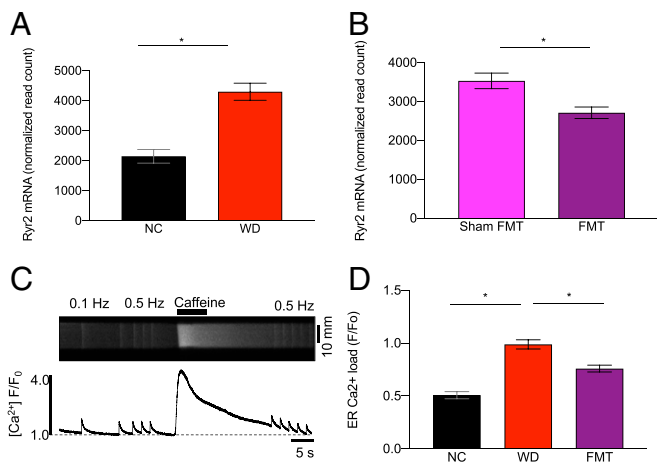 A
*
Ryr2 mRNA (normalized read count)
5000
4000
3000
2000
1000
0
NC WD
B
*
Ryr2 mRNA (normalized read count)
4000
3000
2000
1000
0
Sham FMT FMT
C
0.1 Hz 0.5 Hz Caffeine 0.5 Hz
10 mm
[Ca²⁺] F/F₀
4.0
1.0
5 s
D
* *
ER Ca2+ load (F/Fo)
1.5
1.0
0.5
0.0
NC WD FMT